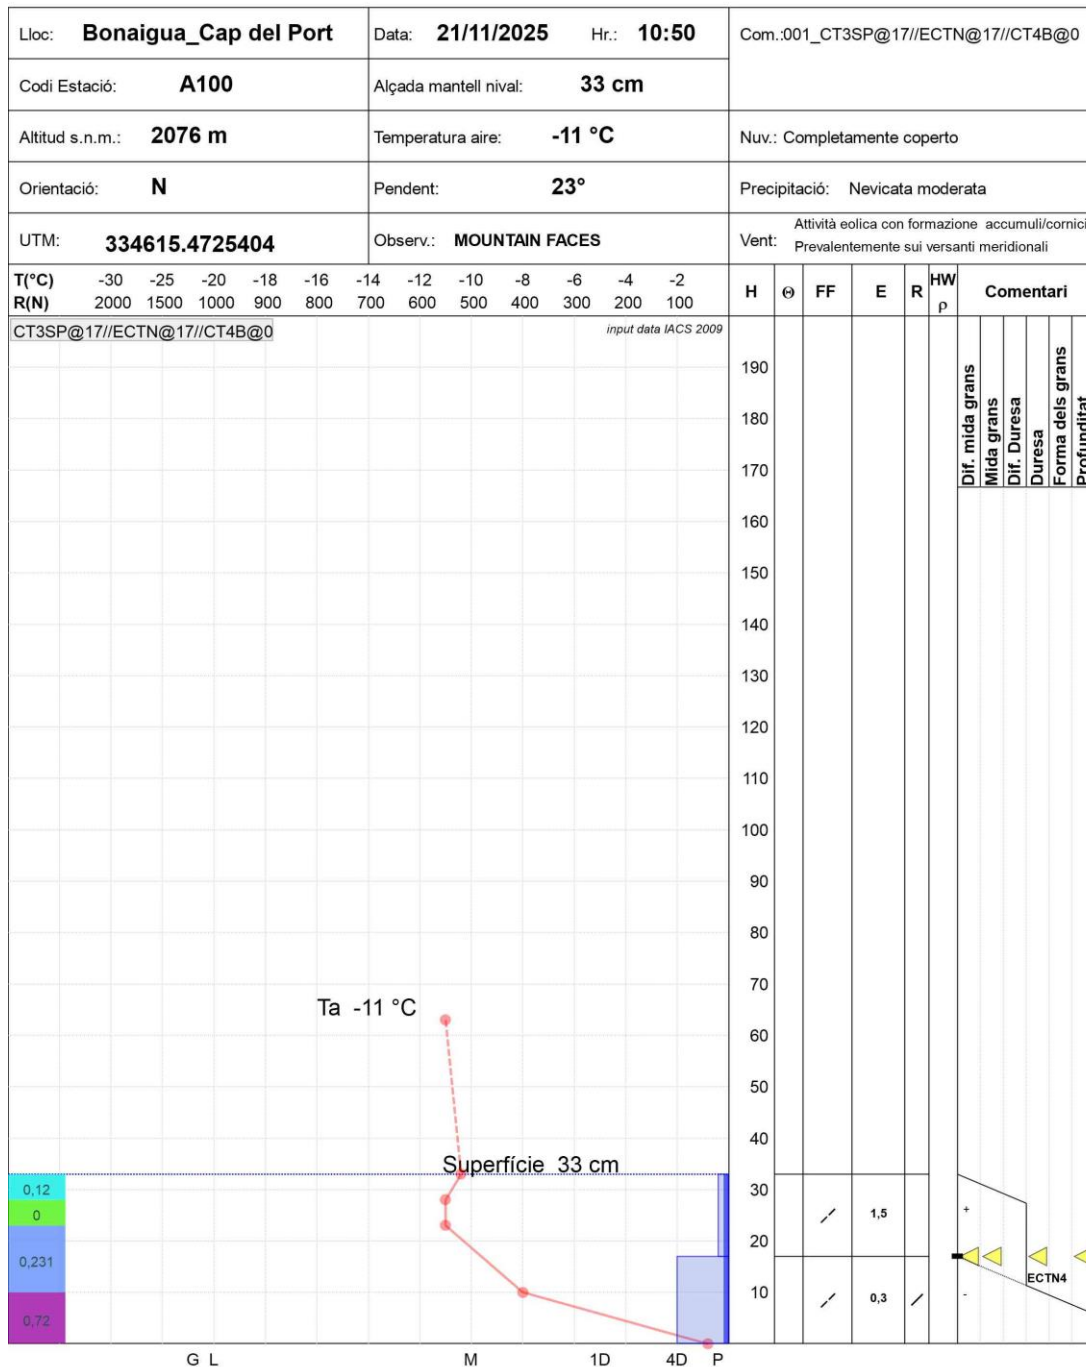 Lloc: Bonaigua_Cap del Port
Data: 21/11/2025 Hr.: 10:50
Com.:001_CT3SP@17//ECTN@17//CT4B@0
Codi Estació: A100
Alçada mantell nival: 33 cm
Altitud s.n.m.: 2076 m
Temperatura aire: -11 °C
Nuv.: Completamente coperto
Orientació: N
Pendent: 23°
Precipitació: Nevicata moderata
UTM: 334615.4725404
Observ.: MOUNTAIN FACES
Vent: Attività eolica con formazione accumuli/cornici
Prevalentemente sui versanti meridionali
T(°C) -30 -25 -20 -18 -16 -14 -12 -10 -8 -6 -4 -2
R(N) 2000 1500 1000 900 800 700 600 500 400 300 200 100
H Θ FF E R HW ρ Comentari
CT3SP@17//ECTN@17//CT4B@0
input data IACS 2009
Dif. mida grans
Mida grans
Dif. Duresa
Duresa
Forma dels grans
Profunditat
190
180
170
160
150
140
130
120
110
100
90
80
70
60
50
40
30
20
10
Ta -11 °C
Superfície 33 cm
0,12
0
0,231
0,72
1,5
+
ECTN4
0,3
-
G L M 1D 4D P